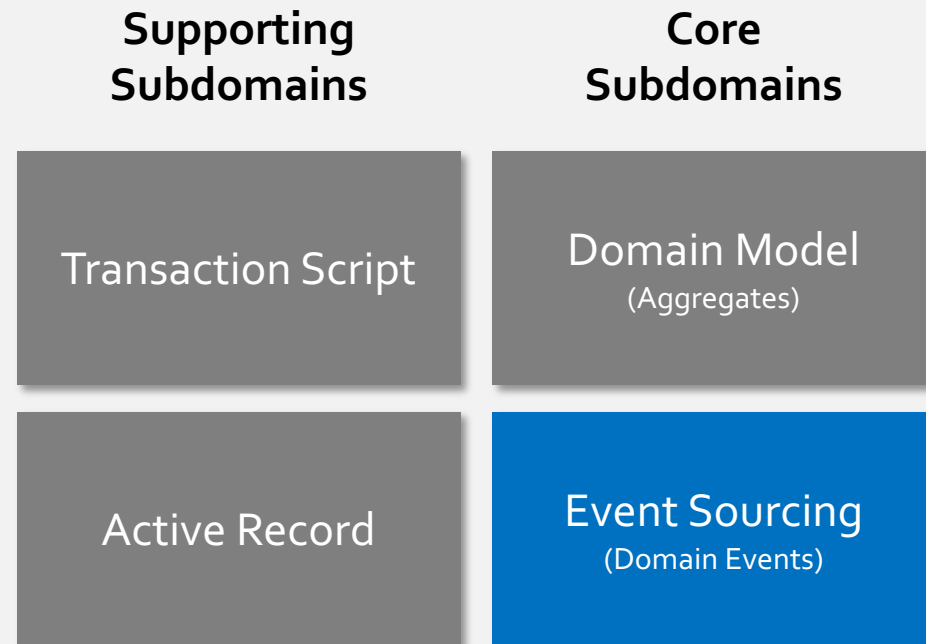 Supporting
Subdomains
Core
Subdomains
Transaction Script
Domain Model
(Aggregates)
Active Record
Event Sourcing
(Domain Events)